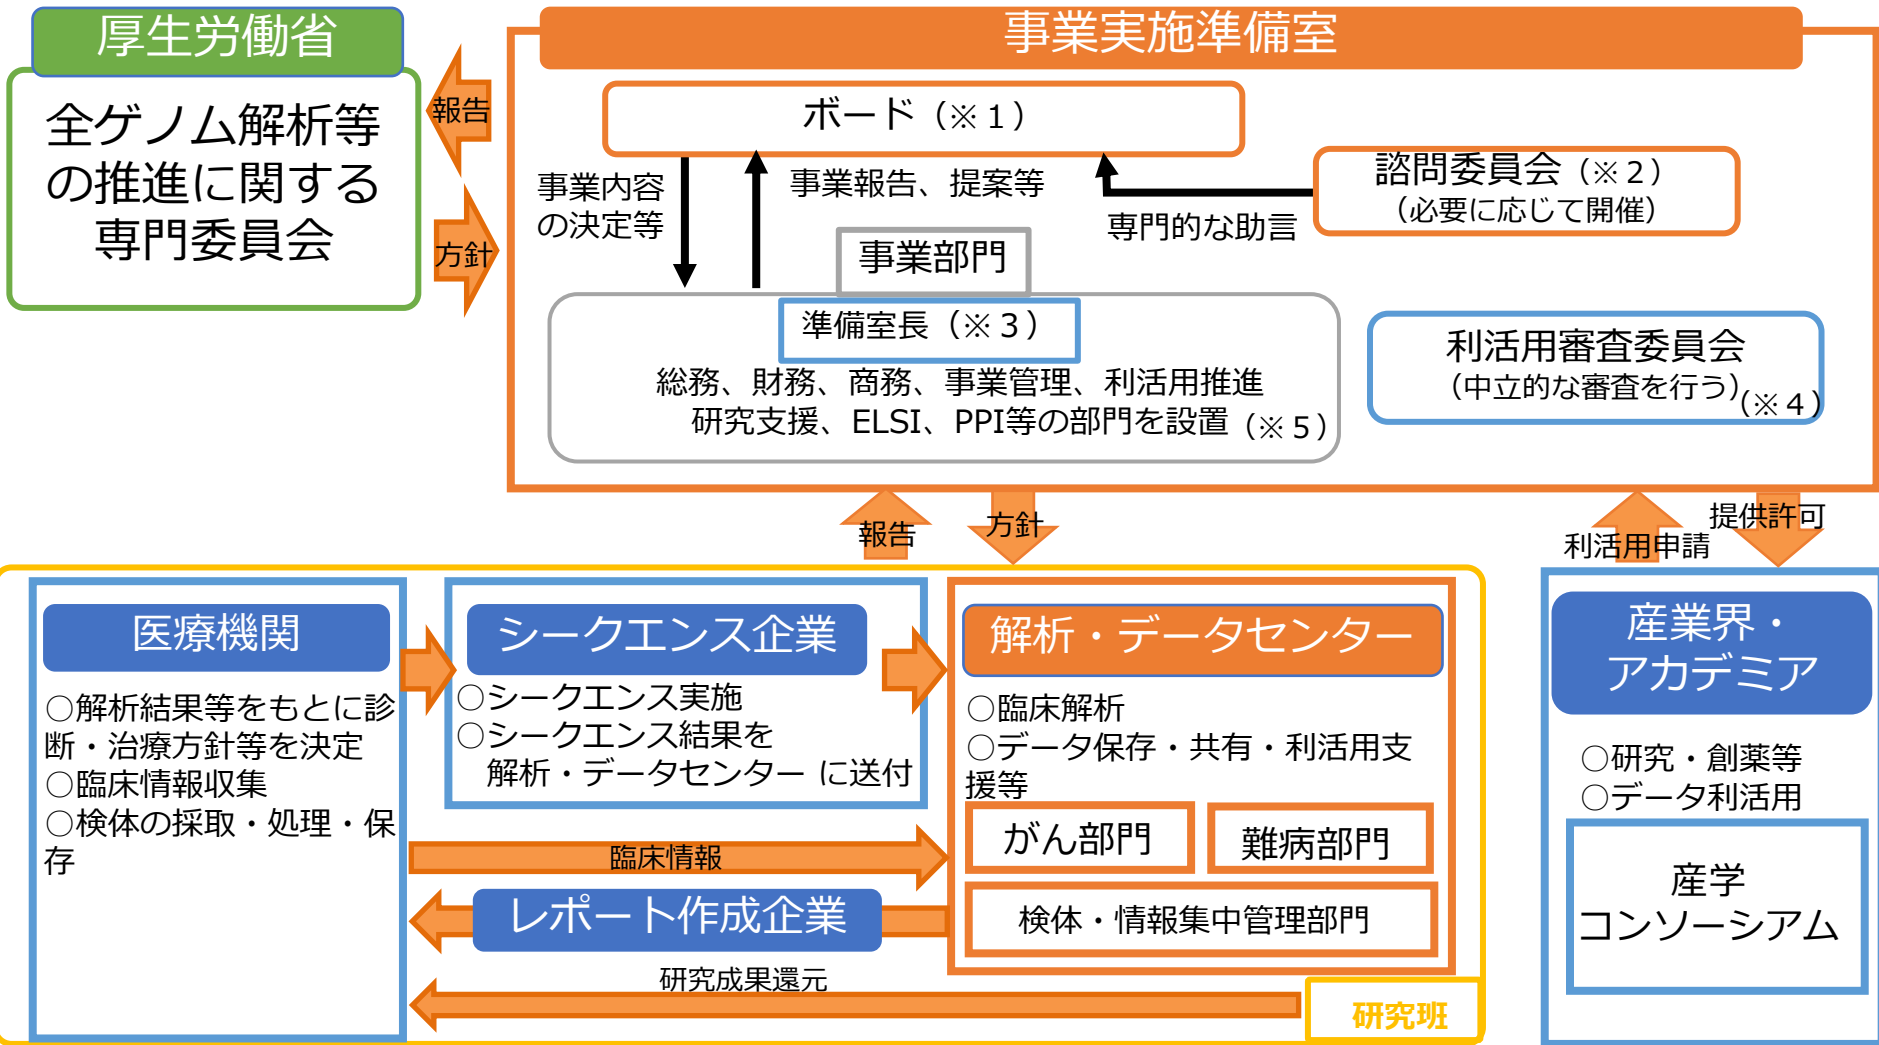 厚生労働省
全ゲノム解析等
の推進に関する
専門委員会
報告
方針
事業実施準備室
ボード（※１）
事業内容
の決定等
事業報告、提案等
専門的な助言
諮問委員会（※２）
（必要に応じて開催）
事業部門
準備室長（※３）
総務、財務、商務、事業管理、利活用推進
研究支援、ELSI、PPI等の部門を設置（※５）
利活用審査委員会
（中立的な審査を行う）（※４）
報告
方針
利活用申請
提供許可
医療機関
○解析結果等をもとに診
断・治療方針等を決定
○臨床情報収集
○検体の採取・処理・保
存
シークエンス企業
○シークエンス実施
○シークエンス結果を
解析・データセンター に送付
解析・データセンター
○臨床解析
○データ保存・共有・利活用支
援等
がん部門
難病部門
検体・情報集中管理部門
臨床情報
レポート作成企業
研究成果還元
研究班
産業界・
アカデミア
○研究・創薬等
○データ利活用
産学
コンソーシアム